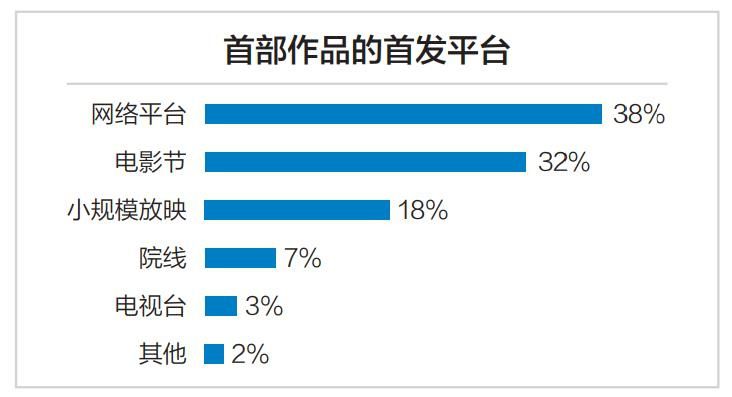 首部作品的首发平台
网络平台 38%
电影节 32%
小规模放映 18%
院线 7%
电视台 3%
其他 2%